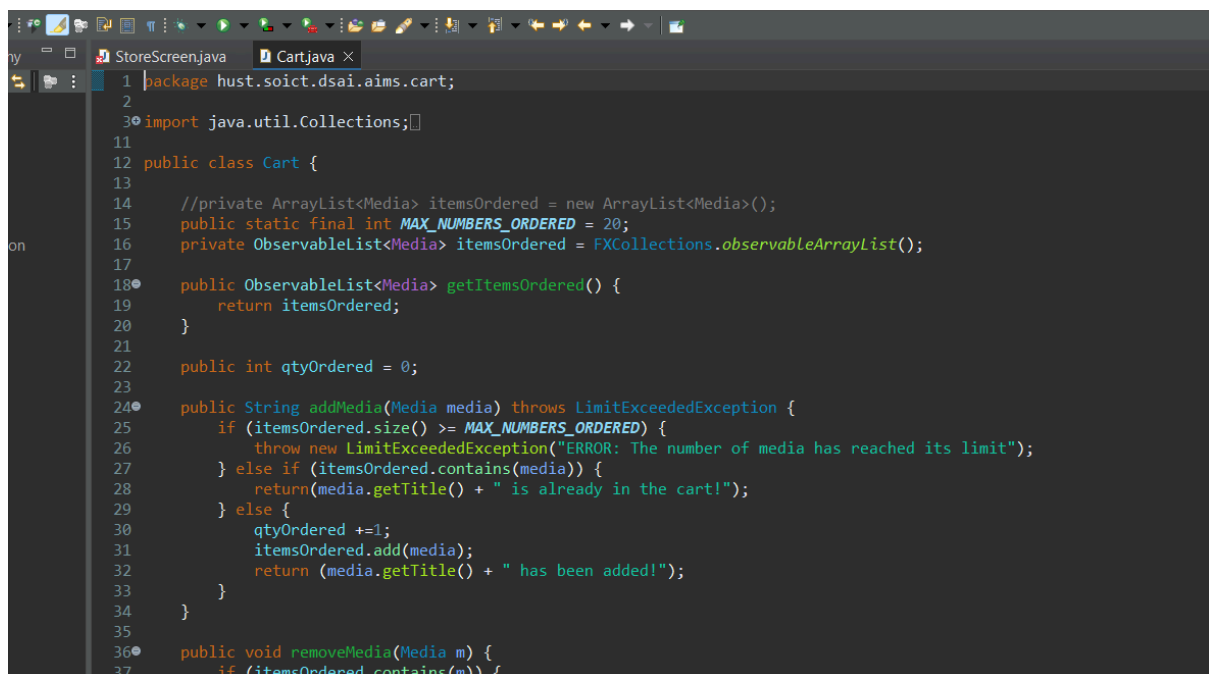 ny
StoreScreen.java
Cart.java
1 package hust.soict.dsai.aims.cart;
2
3 import java.util.Collections;
11
12 public class Cart {
13
14 //private ArrayList<Media> itemsOrdered = new ArrayList<Media>();
15 public static final int MAX_NUMBERS_ORDERED = 20;
on
16 private ObservableList<Media> itemsOrdered = FXCollections.observableArrayList();
17
18 public ObservableList<Media> getItemsOrdered() {
19 return itemsOrdered;
20 }
21
22 public int qtyOrdered = 0;
23
24 public String addMedia(Media media) throws LimitExceededException {
25 if (itemsOrdered.size() >= MAX_NUMBERS_ORDERED) {
26 throw new LimitExceededException("ERROR: The number of media has reached its limit");
27 } else if (itemsOrdered.contains(media)) {
28 return(media.getTitle() + " is already in the cart!");
29 } else {
30 qtyOrdered +=1;
31 itemsOrdered.add(media);
32 return (media.getTitle() + " has been added!");
33 }
34 }
35
36 public void removeMedia(Media m) {
37 if (itemsOrdered.contains(m)) {